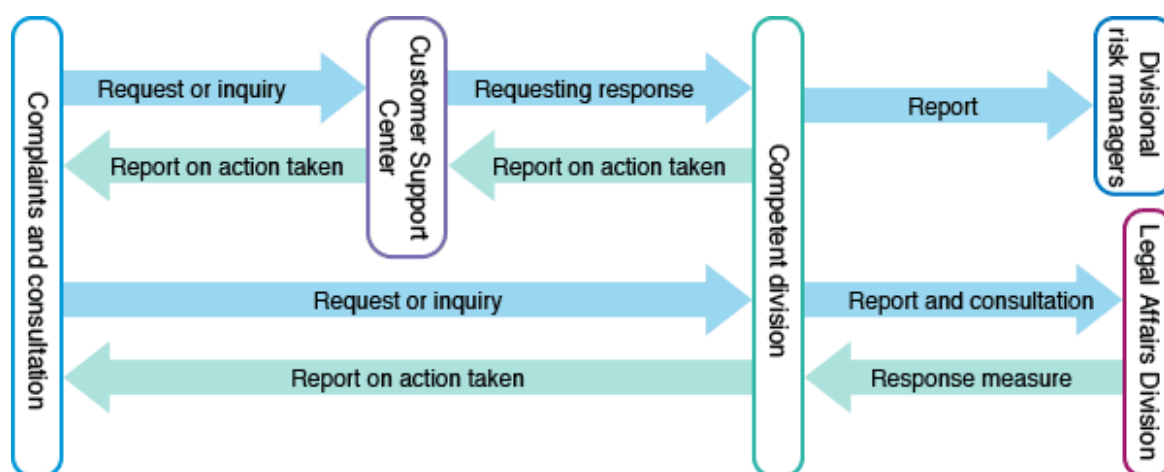 Complaints and consultation
Request or inquiry
Report on action taken
Customer Support
Center
Requesting response
Report on action taken
Request or inquiry
Report on action taken
Competent division
Report
Divisional
risk managers
Report and consultation
Response measure
Legal Affairs Division